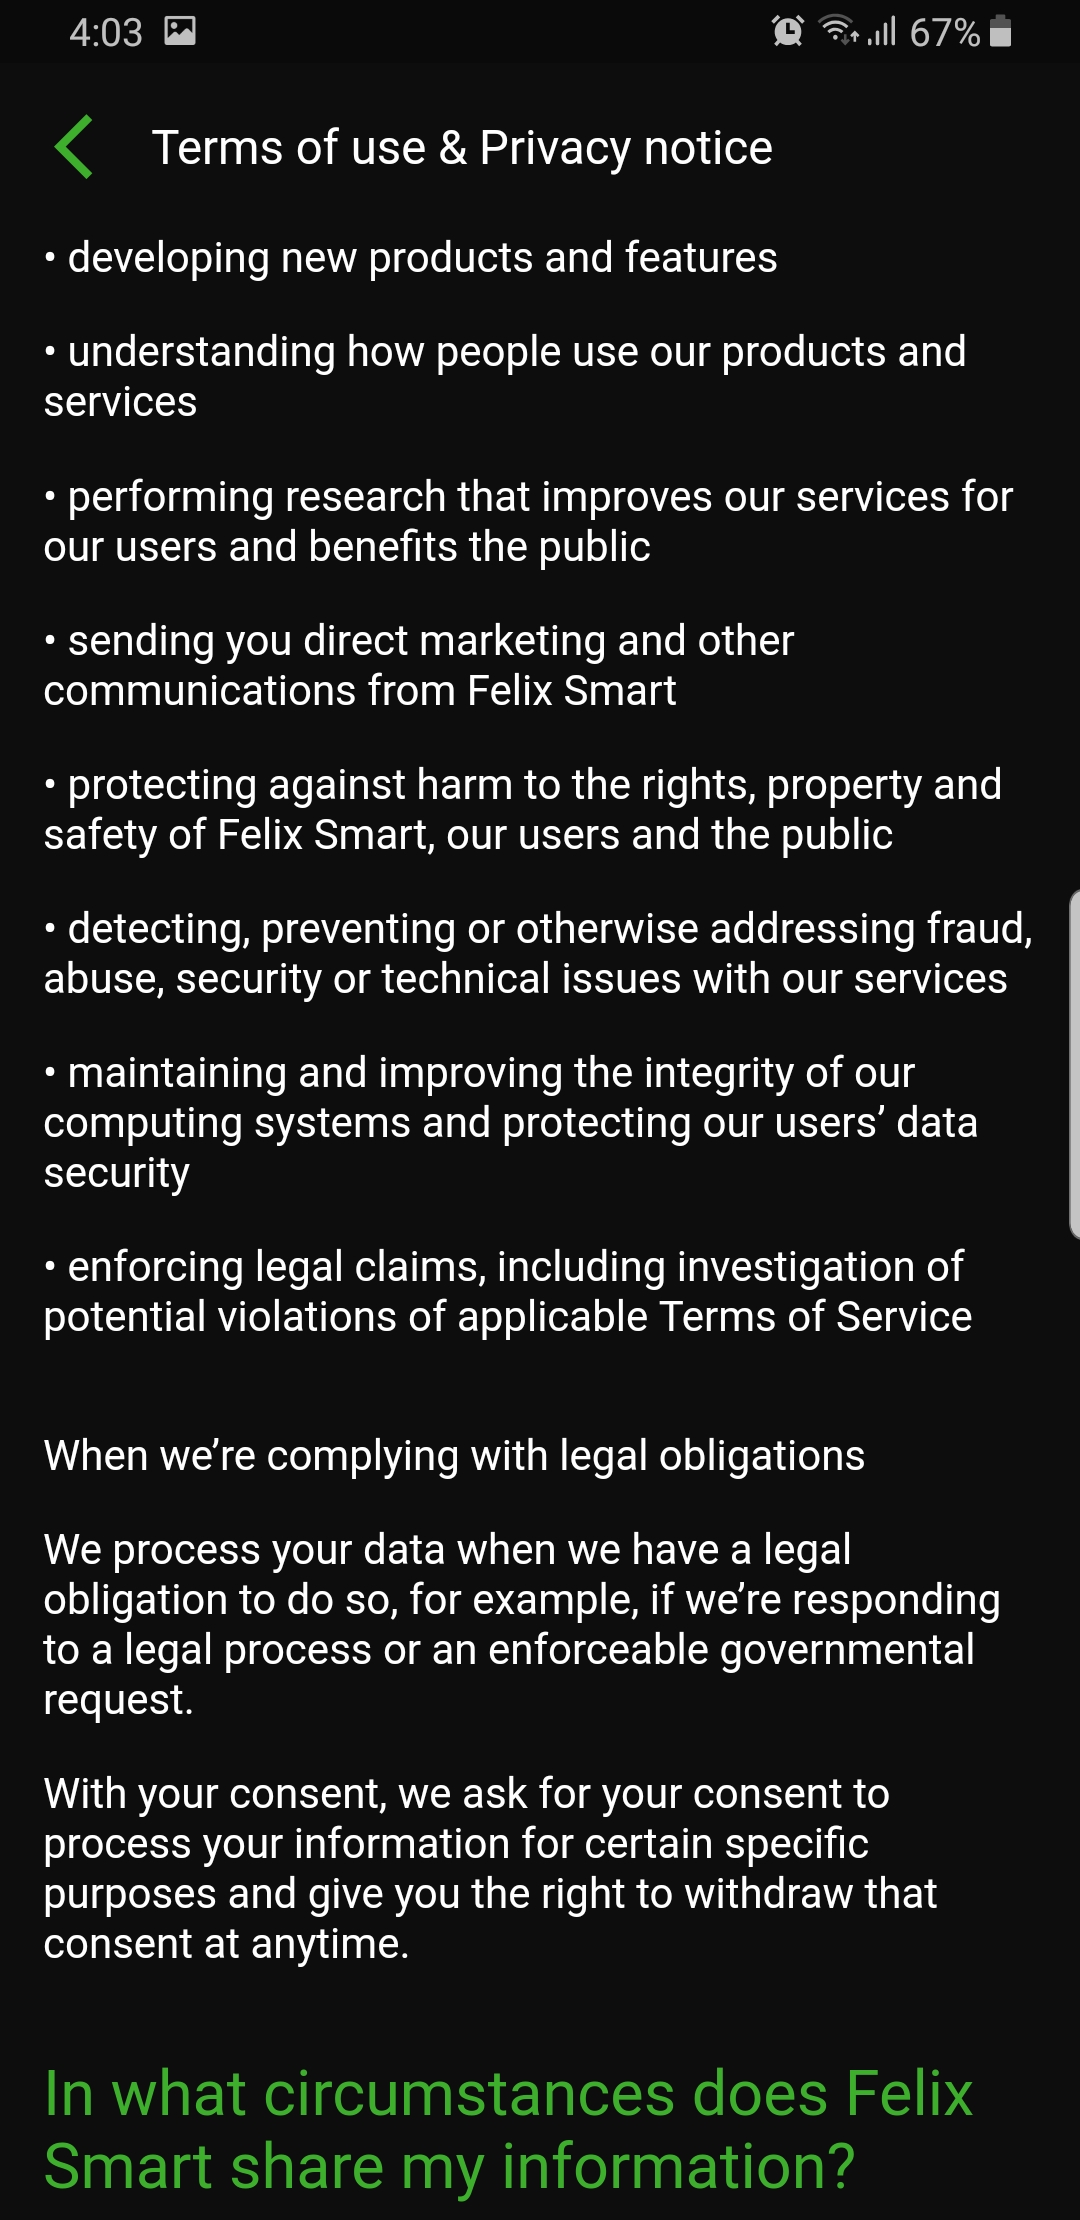 4:03
67%
Terms of use & Privacy notice
• developing new products and features
• understanding how people use our products and
services
• performing research that improves our services for
our users and benefits the public
• sending you direct marketing and other
communications from Felix Smart
• protecting against harm to the rights, property and
safety of Felix Smart, our users and the public
• detecting, preventing or otherwise addressing fraud,
abuse, security or technical issues with our services
• maintaining and improving the integrity of our
computing systems and protecting our users’ data
security
• enforcing legal claims, including investigation of
potential violations of applicable Terms of Service
When we’re complying with legal obligations
We process your data when we have a legal
obligation to do so, for example, if we’re responding
to a legal process or an enforceable governmental
request.
With your consent, we ask for your consent to
process your information for certain specific
purposes and give you the right to withdraw that
consent at anytime.
In what circumstances does Felix
Smart share my information?